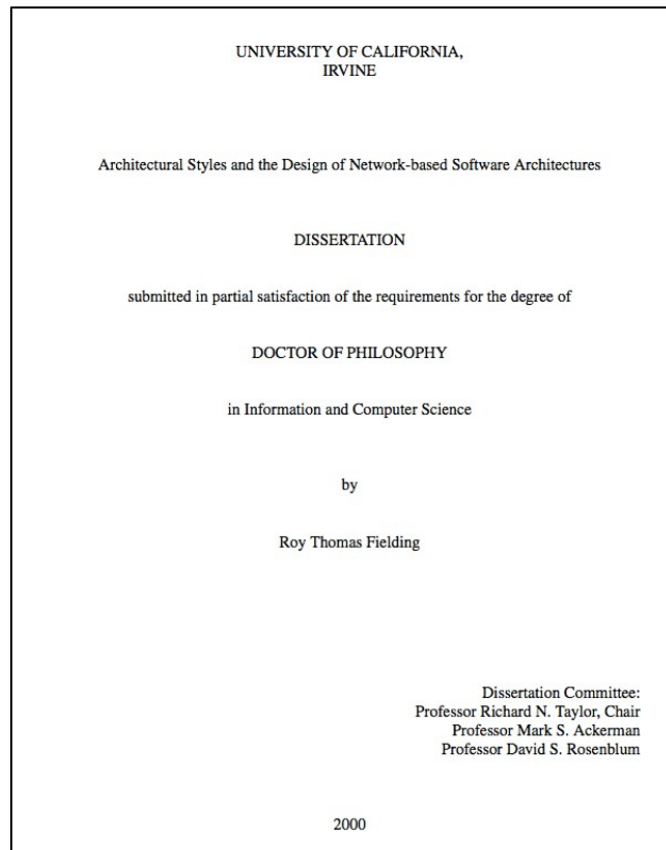 UNIVERSITY OF CALIFORNIA,
IRVINE
Architectural Styles and the Design of Network-based Software Architectures
DISSERTATION
submitted in partial satisfaction of the requirements for the degree of
DOCTOR OF PHILOSOPHY
in Information and Computer Science
by
Roy Thomas Fielding
Dissertation Committee:
Professor Richard N. Taylor, Chair
Professor Mark S. Ackerman
Professor David S. Rosenblum
2000